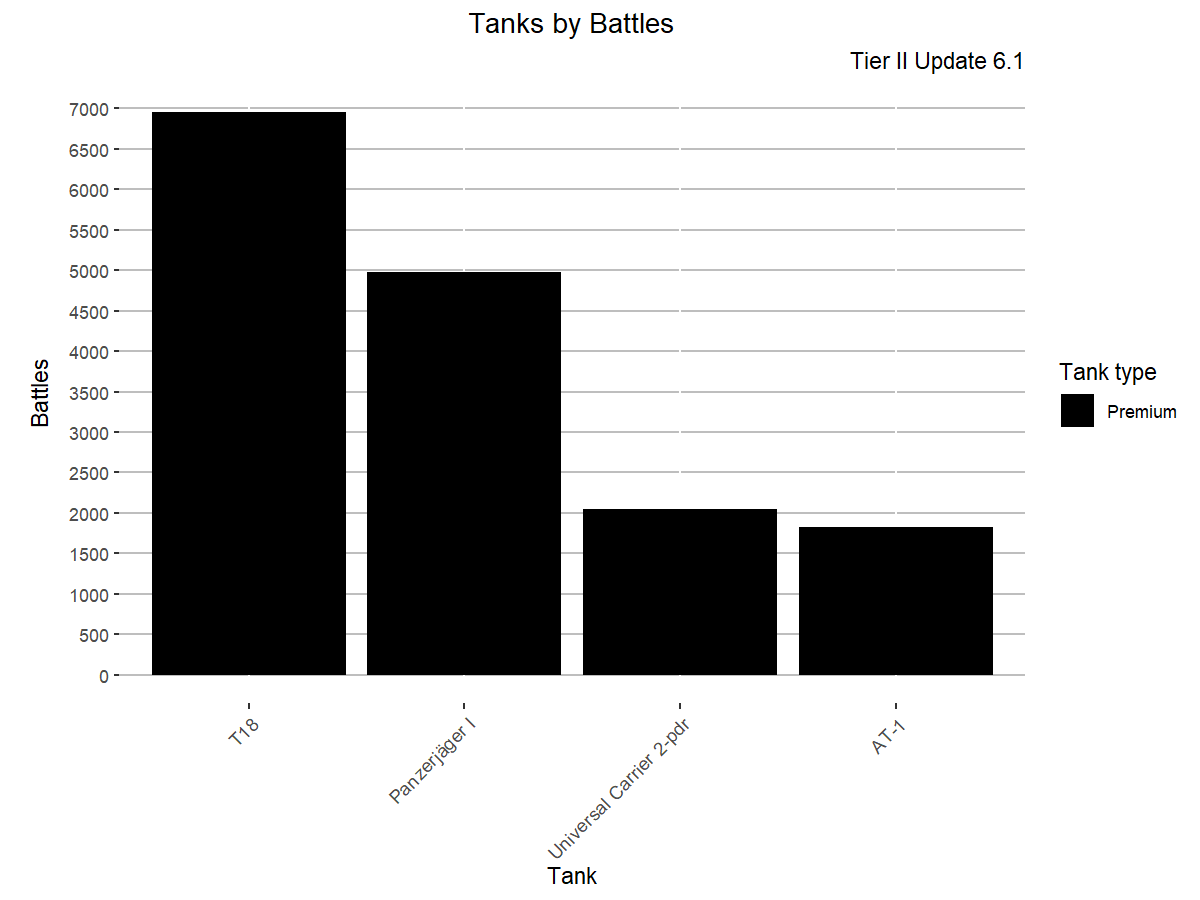 Tanks by Battles
Tier II Update 6.1
7000
6500
6000
5500
5000
4500
4000
3500
3000
2500
2000
1500
1000
500
0
Battles
T18
Panzerjäger I
Universal Carrier 2-pdr
AT-1
Tank
Tank type
Premium